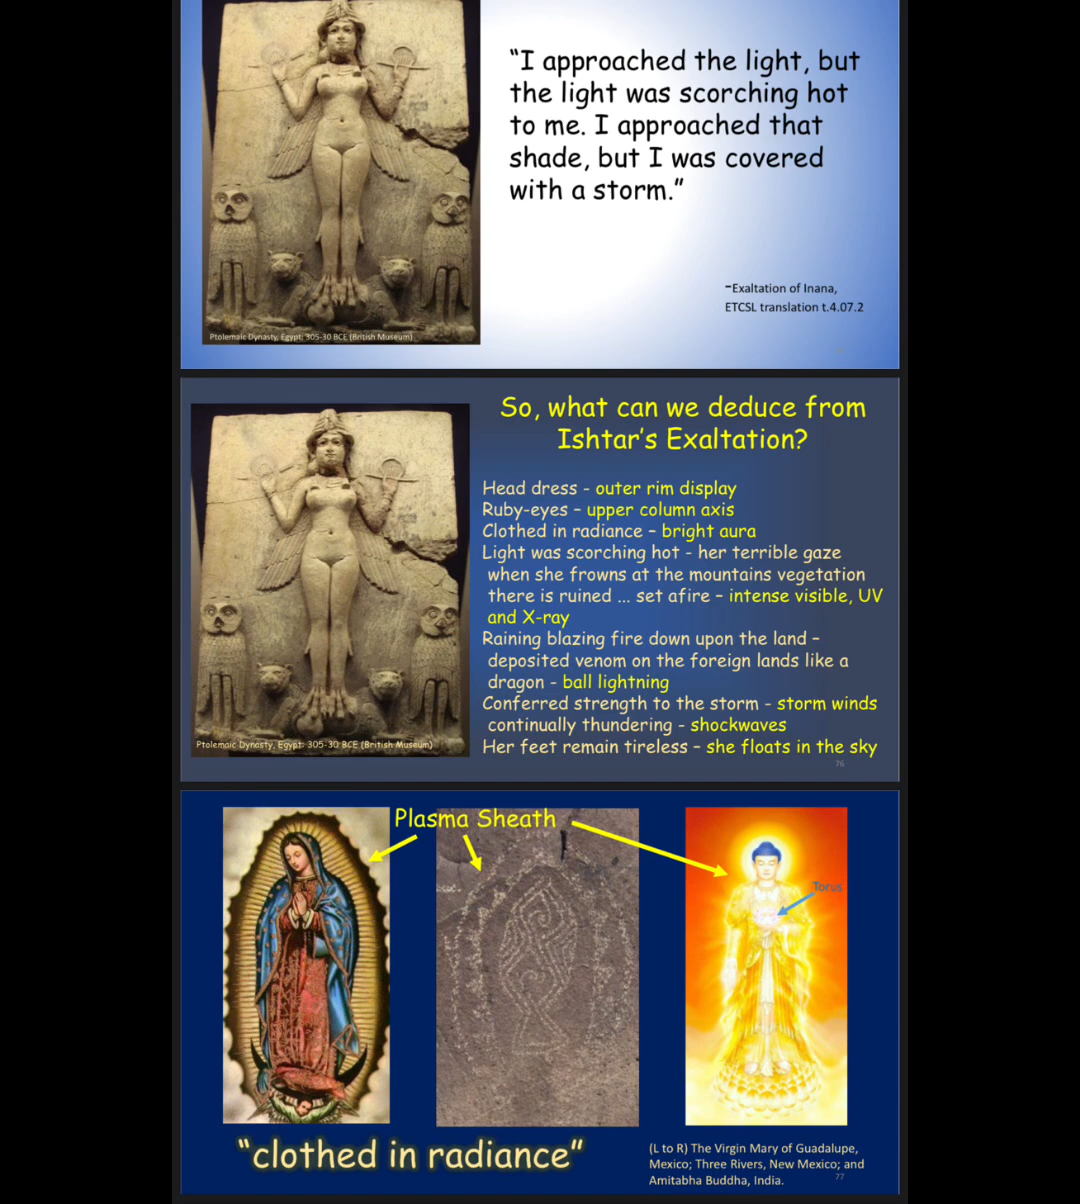 “I approached the light, but
the light was scorching hot
to me. I approached that
shade, but I was covered
with a storm.”
-Exaltation of Inana,
ETCSL translation t.4.07.2
Ptolemaic Dynasty, Egypt: 305-30 BCE (British Museum)
So, what can we deduce from
Ishtar’s Exaltation?
Head dress - outer rim display
Ruby-eyes – upper column axis
Clothed in radiance – bright aura
Light was scorching hot - her terrible gaze
when she frowns at the mountains vegetation
there is ruined ... set afire – intense visible, UV
and X-ray
Raining blazing fire down upon the land –
deposited venom on the foreign lands like a
dragon - ball lightning
Conferred strength to the storm - storm winds
continually thundering - shockwaves
Her feet remain tireless – she floats in the sky
Ptolemaic Dynasty, Egypt: 305-30 BCE (British Museum)
76
Plasma Sheath
Torus
“clothed in radiance”
(L to R) The Virgin Mary of Guadalupe,
Mexico; Three Rivers, New Mexico; and
Amitabha Buddha, India.
77